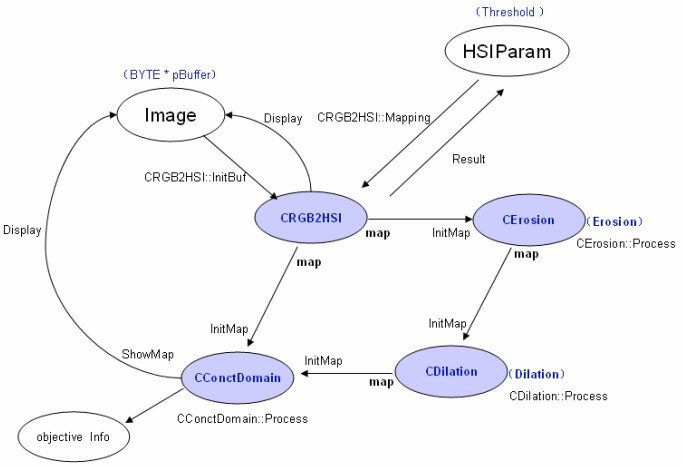 （Threshold ）
HSIParam
（BYTE * pBuffer）
Image
Display
CRGB2HSI::Mapping
Result
CRGB2HSI::InitBuf
CRGB2HSI
map
InitMap
CErosion
（Erosion）
CErosion::Process
map
Display
map
InitMap
InitMap
ShowMap
InitMap
CConctDomain
map
CDilation
（Dilation）
CDilation::Process
CConctDomain::Process
objective Info